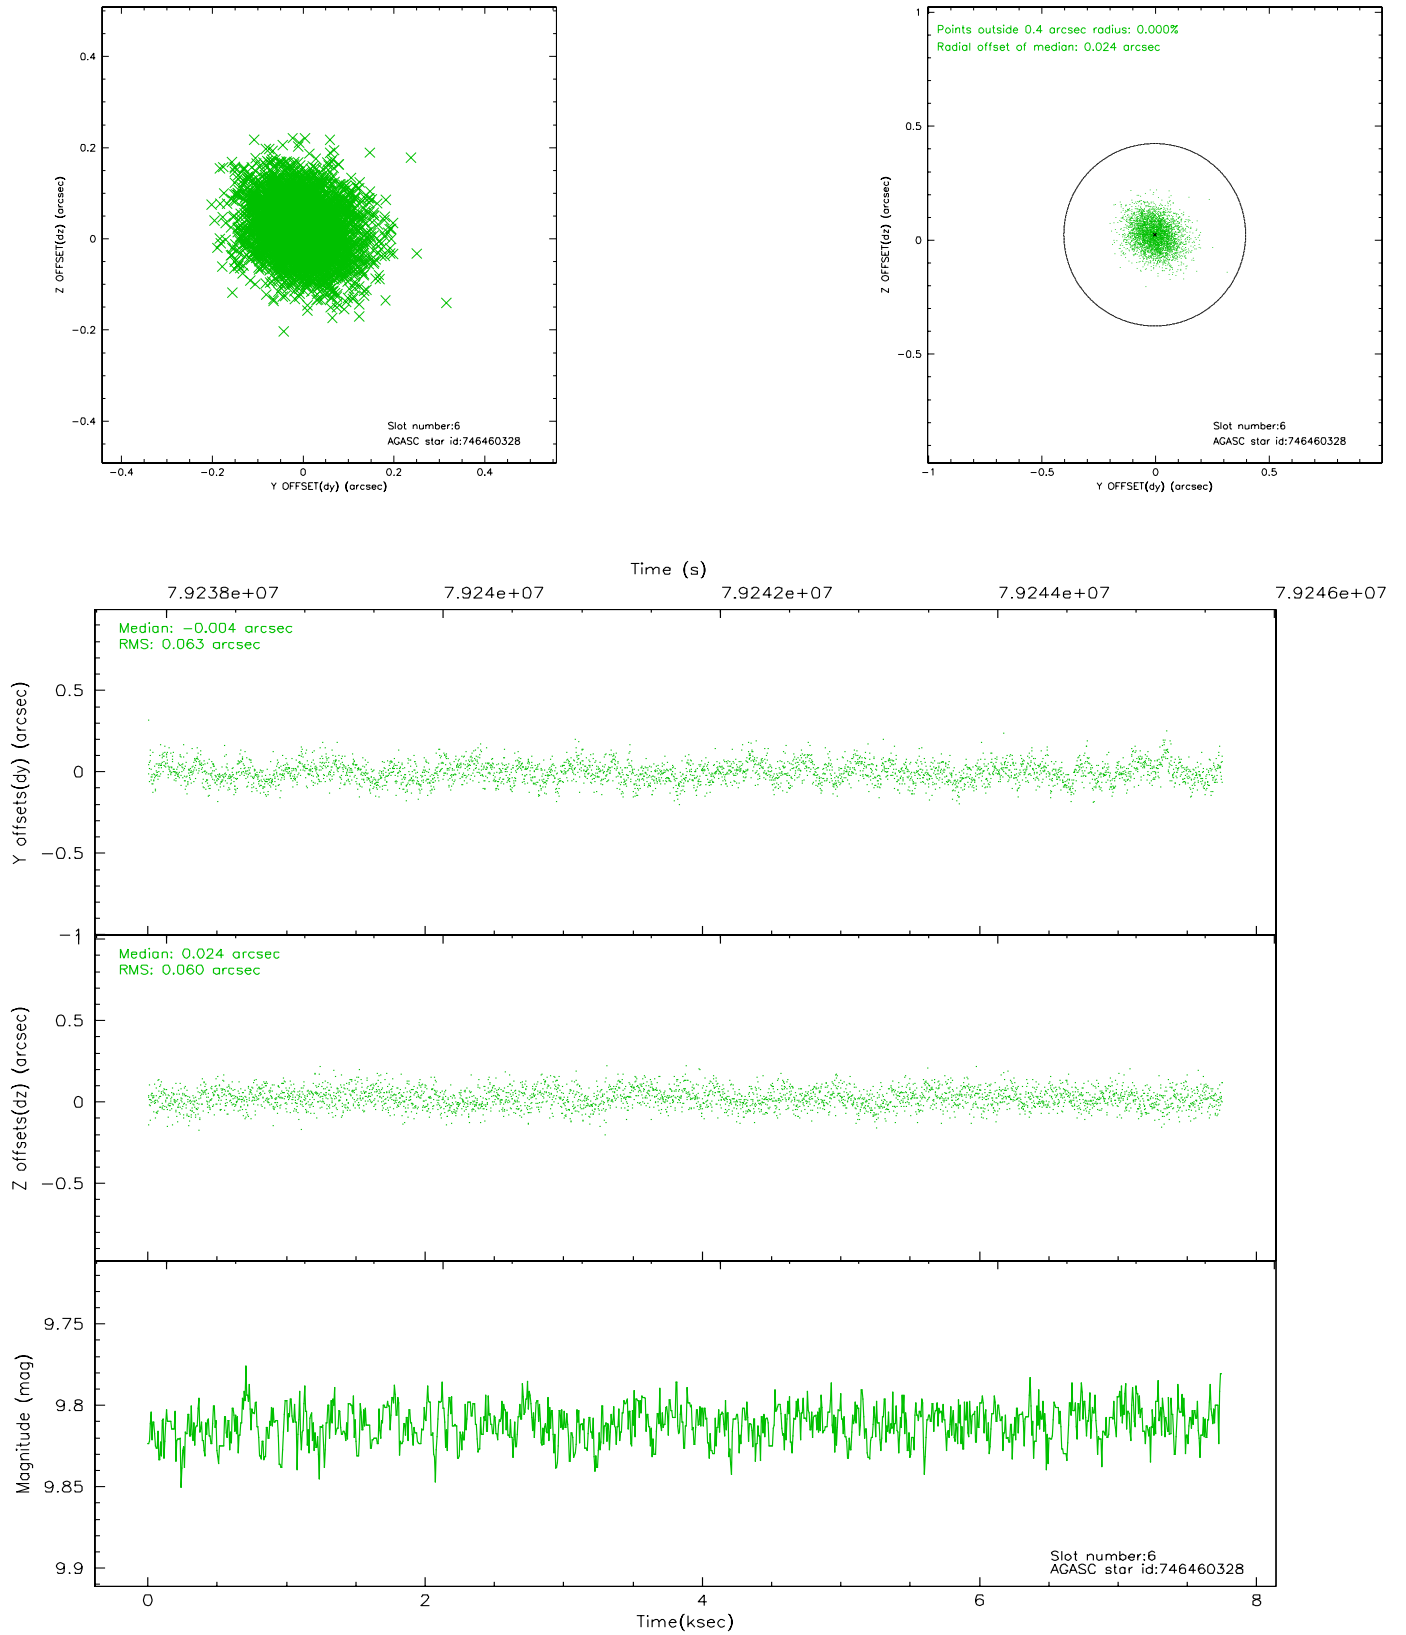 0.4
0.2
0
−0.2
−0.4
Z OFFSET(dz) (arcsec)
Slot number:6
AGASC star id:746460328
−0.4 −0.2 0 0.2 0.4
Y OFFSET(dy) (arcsec)
Points outside 0.4 arcsec radius: 0.000%
Radial offset of median: 0.024 arcsec
1
0.5
0
−0.5
Z OFFSET(dz) (arcsec)
Slot number:6
AGASC star id:746460328
−1 −0.5 0 0.5
Y OFFSET(dy) (arcsec)
Time (s)
7.9238e+07 7.924e+07 7.9242e+07 7.9244e+07 7.9246e+07
Median: −0.004 arcsec
RMS: 0.063 arcsec
0.5
0
−0.5
−1
Y offsets(dy) (arcsec)
Median: 0.024 arcsec
RMS: 0.060 arcsec
1
0.5
0
−0.5
Z offsets(dz) (arcsec)
9.75
9.8
9.85
9.9
Magnitude (mag)
Slot number:6
AGASC star id:746460328
0 2 4 6 8
Time(ksec)